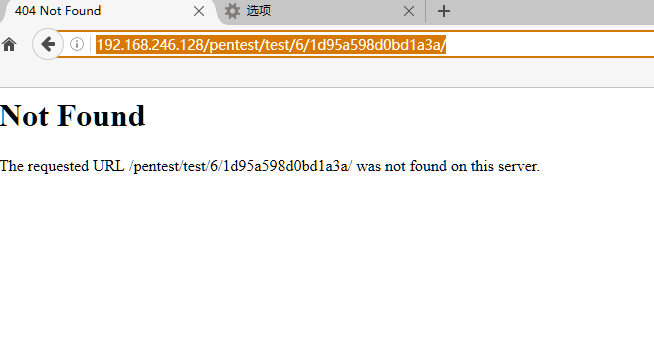 404 Not Found
选项
192.168.246.128/pentest/test/6/1d95a598d0bd1a3a/
Not Found
The requested URL /pentest/test/6/1d95a598d0bd1a3a/ was not found on this server.